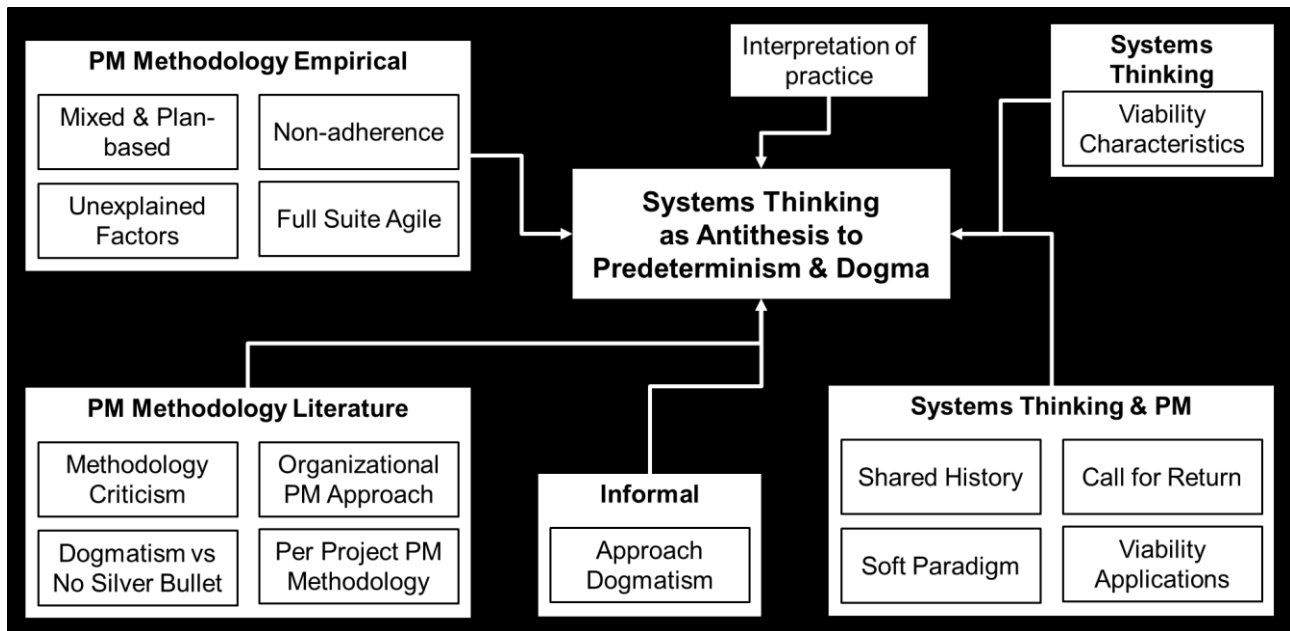 PM Methodology Empirical
Mixed & Plan-
based
Non-adherence
Unexplained
Factors
Full Suite Agile
Interpretation of
practice
Systems
Thinking
Viability
Characteristics
Systems Thinking
as Antithesis to
Predeterminism & Dogma
PM Methodology Literature
Methodology
Criticism
Organizational
PM Approach
Dogmatism vs
No Silver Bullet
Per Project PM
Methodology
Informal
Approach
Dogmatism
Systems Thinking & PM
Shared History
Call for Return
Soft Paradigm
Viability
Applications